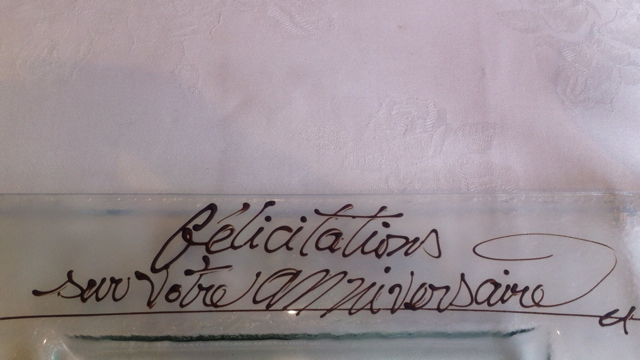 félicitations
sur votre anniversaire